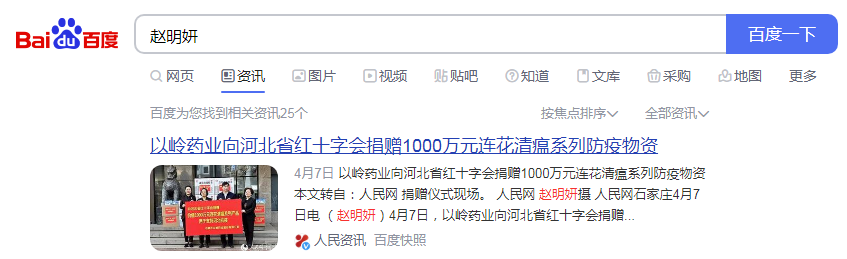 Bai du 百度 赵明妍 百度一下
网页 资讯 图片 视频 贴吧 知道 文库 采购 地图 更多
百度为您找到相关资讯25个 按焦点排序 全部资讯
以岭药业向河北省红十字会捐赠1000万元连花清瘟系列防疫物资
4月7日 以岭药业向河北省红十字会捐赠1000万元连花清瘟系列防疫物资
本文转自：人民网 捐赠仪式现场。 人民网 赵明妍摄 人民网石家庄4月7
日电 （ 赵明妍 ）4月7日，以岭药业向河北省红十字会捐赠...
人民资讯 百度快照